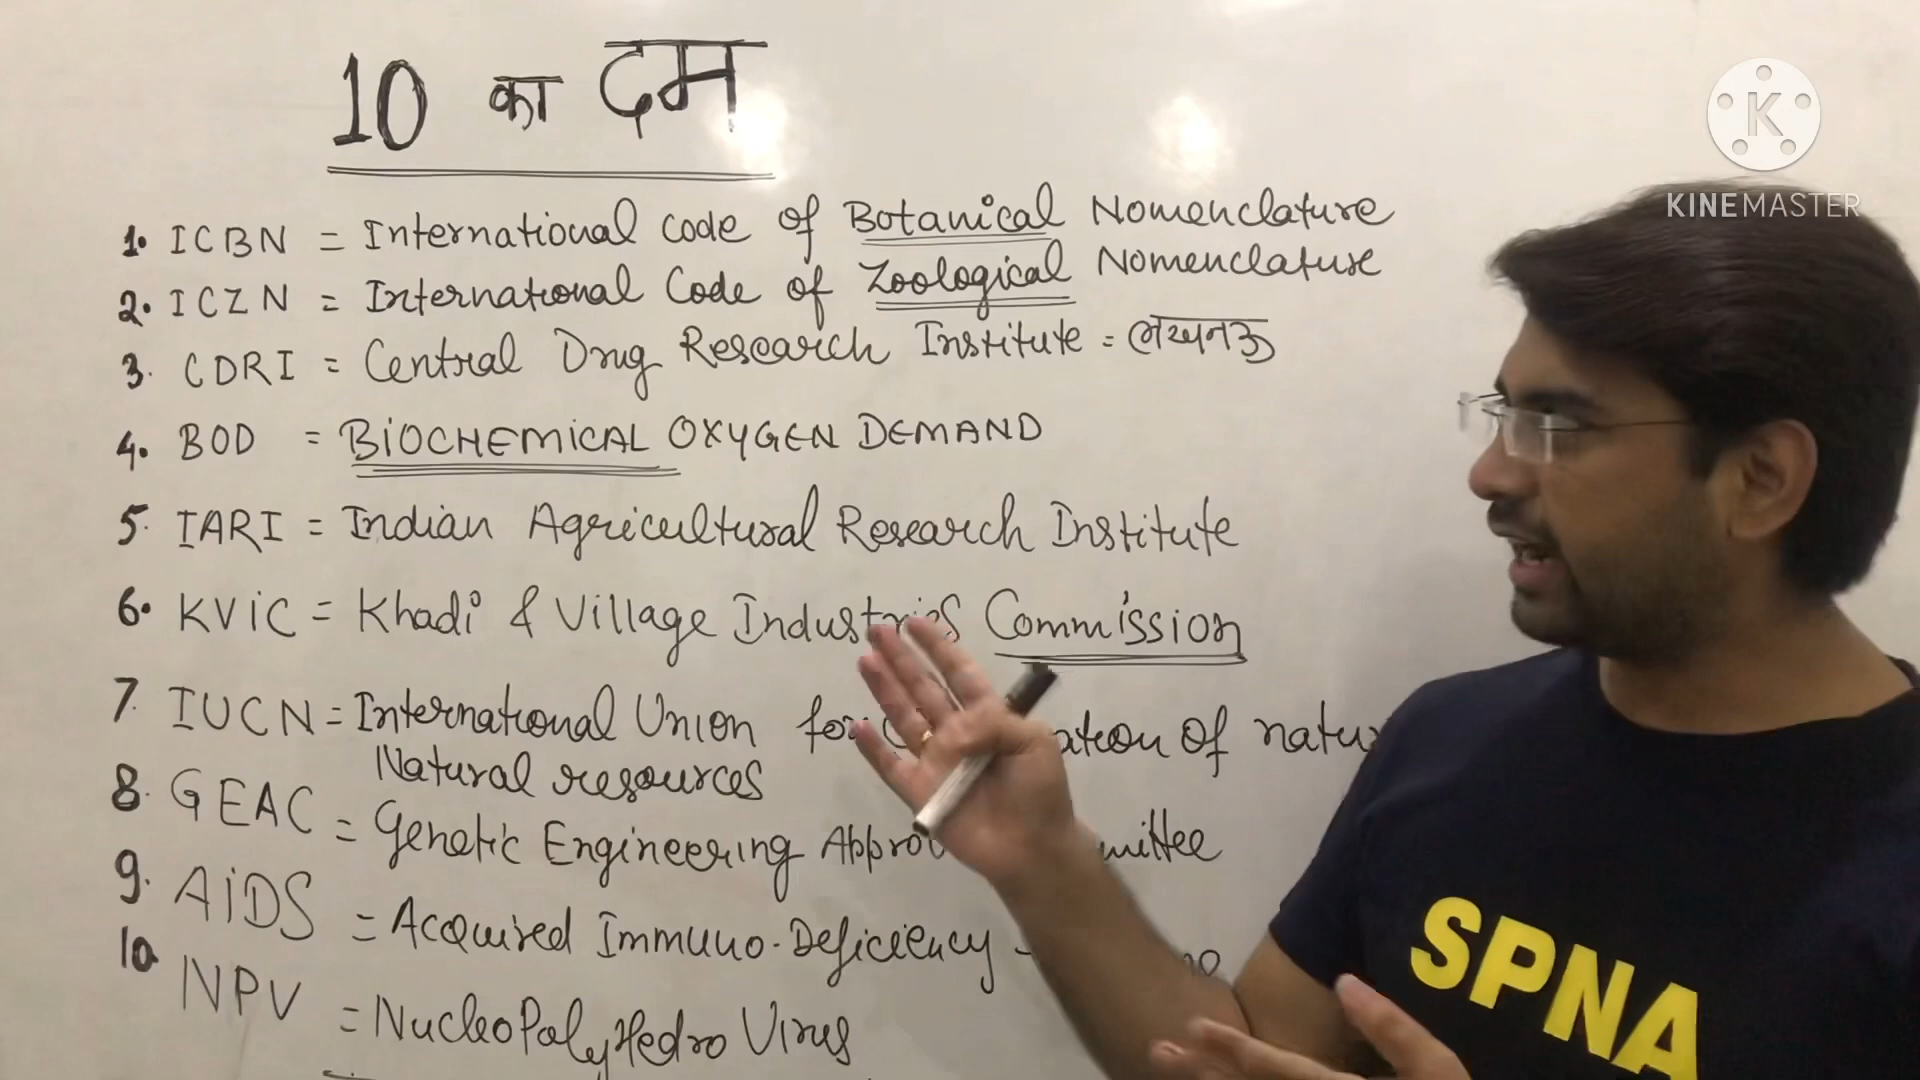 10 का दम
K
KINEMASTER
1. ICBN = International Code of Botanical Nomenclature
2. ICZN = International Code of Zoological Nomenclature
3. CDRI = Central Drug Research Institute = लखनऊ
4. BOD = BIOCHEMICAL OXYGEN DEMAND
5. IARI = Indian Agricultural Research Institute
6. KVIC = Khadi & Village Industries Commission
7. IUCN = International Union for of natu
Natural resources
8. GEAC = Genetic Engineering
9. AIDS = Acquired Immuno-Deficiency -
10 NPV = NucleoPolyHedro Virus
SPNA